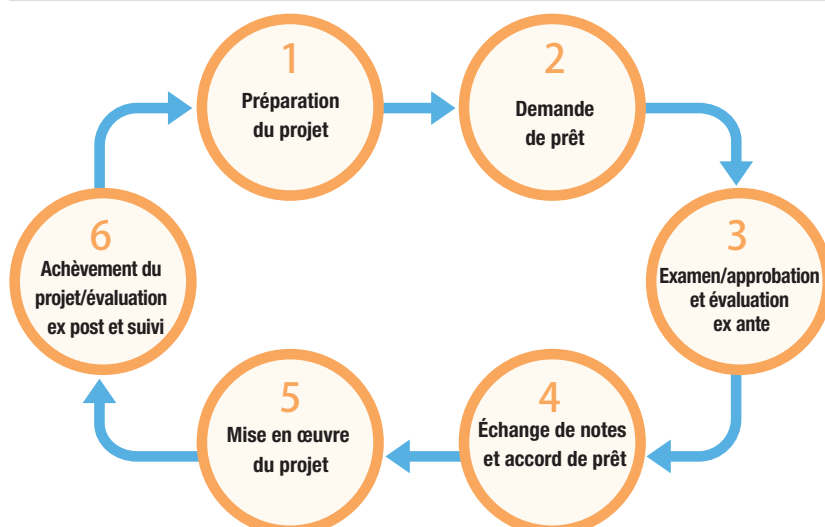 1
Préparation
du projet
2
Demande
de prêt
3
Examen/approbation
et évaluation
ex ante
4
Échange de notes
et accord de prêt
5
Mise en œuvre
du projet
6
Achèvement du
projet/évaluation
ex post et suivi